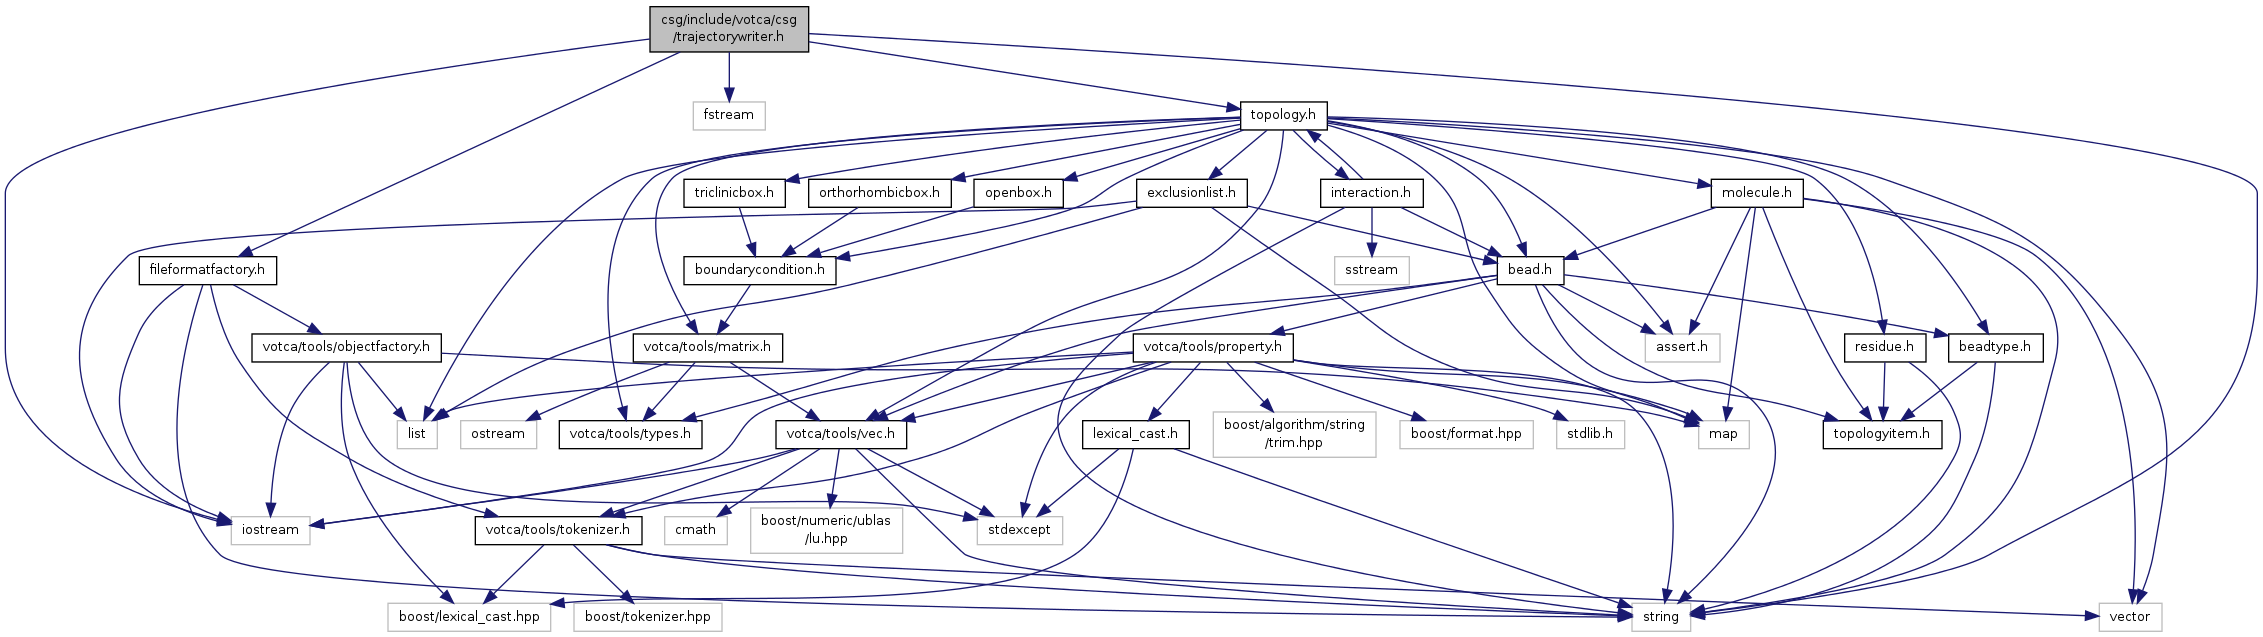 csg/include/votca/csg
/trajectorywriter.h
fstream
topology.h
triclinicbox.h
orthorhombicbox.h
openbox.h
exclusionlist.h
interaction.h
molecule.h
fileformatfactory.h
boundarycondition.h
sstream
bead.h
votca/tools/objectfactory.h
votca/tools/matrix.h
votca/tools/property.h
assert.h
residue.h
beadtype.h
list
ostream
votca/tools/types.h
votca/tools/vec.h
lexical_cast.h
boost/algorithm/string
/trim.hpp
boost/format.hpp
stdlib.h
map
topologyitem.h
iostream
votca/tools/tokenizer.h
cmath
boost/numeric/ublas
/lu.hpp
stdexcept
boost/lexical_cast.hpp
boost/tokenizer.hpp
string
vector